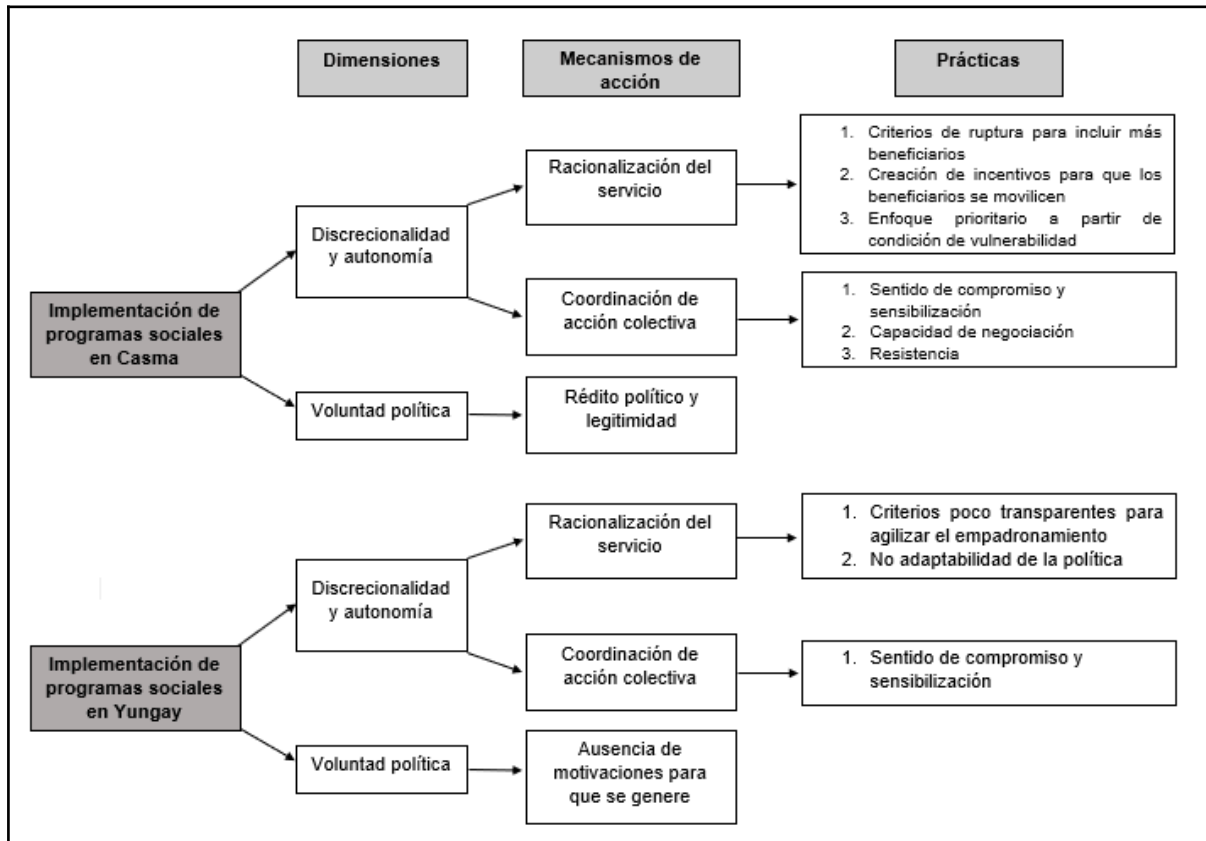 Dimensiones
Mecanismos de
acción
Prácticas
Implementación de
programas sociales
en Casma
Discrecionalidad
y autonomía
Racionalización del
servicio
1. Criterios de ruptura para incluir más
beneficiarios
2. Creación de incentivos para que los
beneficiarios se movilicen
3. Enfoque prioritario a partir de
condición de vulnerabilidad
Coordinación de
acción colectiva
1. Sentido de compromiso y
sensibilización
2. Capacidad de negociación
3. Resistencia
Voluntad política
Rédito político y
legitimidad
Implementación de
programas sociales
en Yungay
Discrecionalidad
y autonomía
Racionalización del
servicio
1. Criterios poco transparentes para
agilizar el empadronamiento
2. No adaptabilidad de la política
Coordinación de
acción colectiva
1. Sentido de compromiso y
sensibilización
Voluntad política
Ausencia de
motivaciones para
que se genere